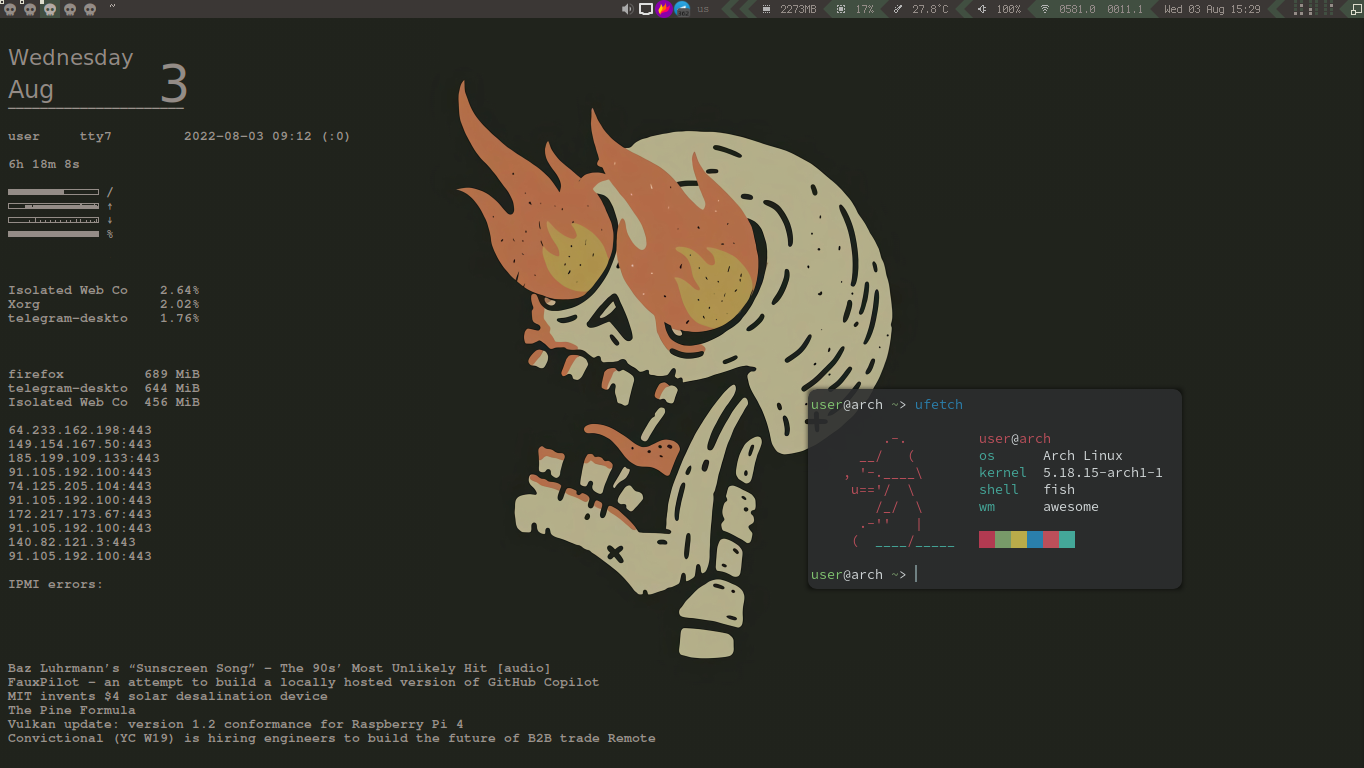 ~
us 2273MB 17% 27.8°C 100% 0581.0 0011.1 Wed 03 Aug 15:29
Wednesday
Aug 3
user tty7 2022-08-03 09:12 (:0)
6h 18m 8s
/
↑
↓
%
Isolated Web Co 2.64%
Xorg 2.02%
telegram-deskto 1.76%
firefox 689 MiB
telegram-deskto 644 MiB
Isolated Web Co 456 MiB
64.233.162.198:443
149.154.167.50:443
185.199.109.133:443
91.105.192.100:443
74.125.205.104:443
91.105.192.100:443
172.217.173.67:443
91.105.192.100:443
140.82.121.3:443
91.105.192.100:443
IPMI errors:
Baz Luhrmann's “Sunscreen Song” – The 90s' Most Unlikely Hit [audio]
FauxPilot – an attempt to build a locally hosted version of GitHub Copilot
MIT invents $4 solar desalination device
The Pine Formula
Vulkan update: version 1.2 conformance for Raspberry Pi 4
Convictional (YC W19) is hiring engineers to build the future of B2B trade Remote
user@arch ~> ufetch
user@arch
os Arch Linux
kernel 5.18.15-arch1-1
shell fish
wm awesome
user@arch ~>